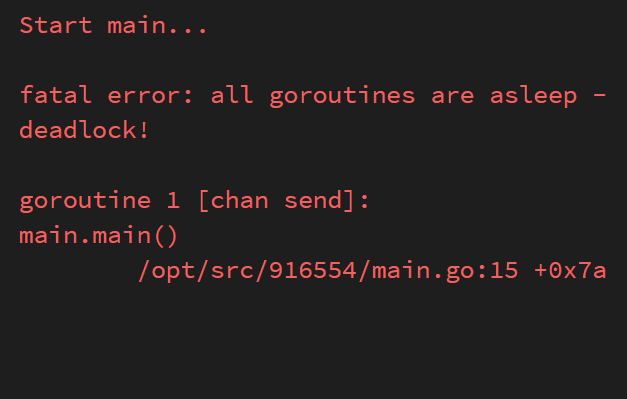 Start main...
fatal error: all goroutines are asleep -
deadlock!
goroutine 1 [chan send]:
main.main()
/opt/src/916554/main.go:15 +0x7a